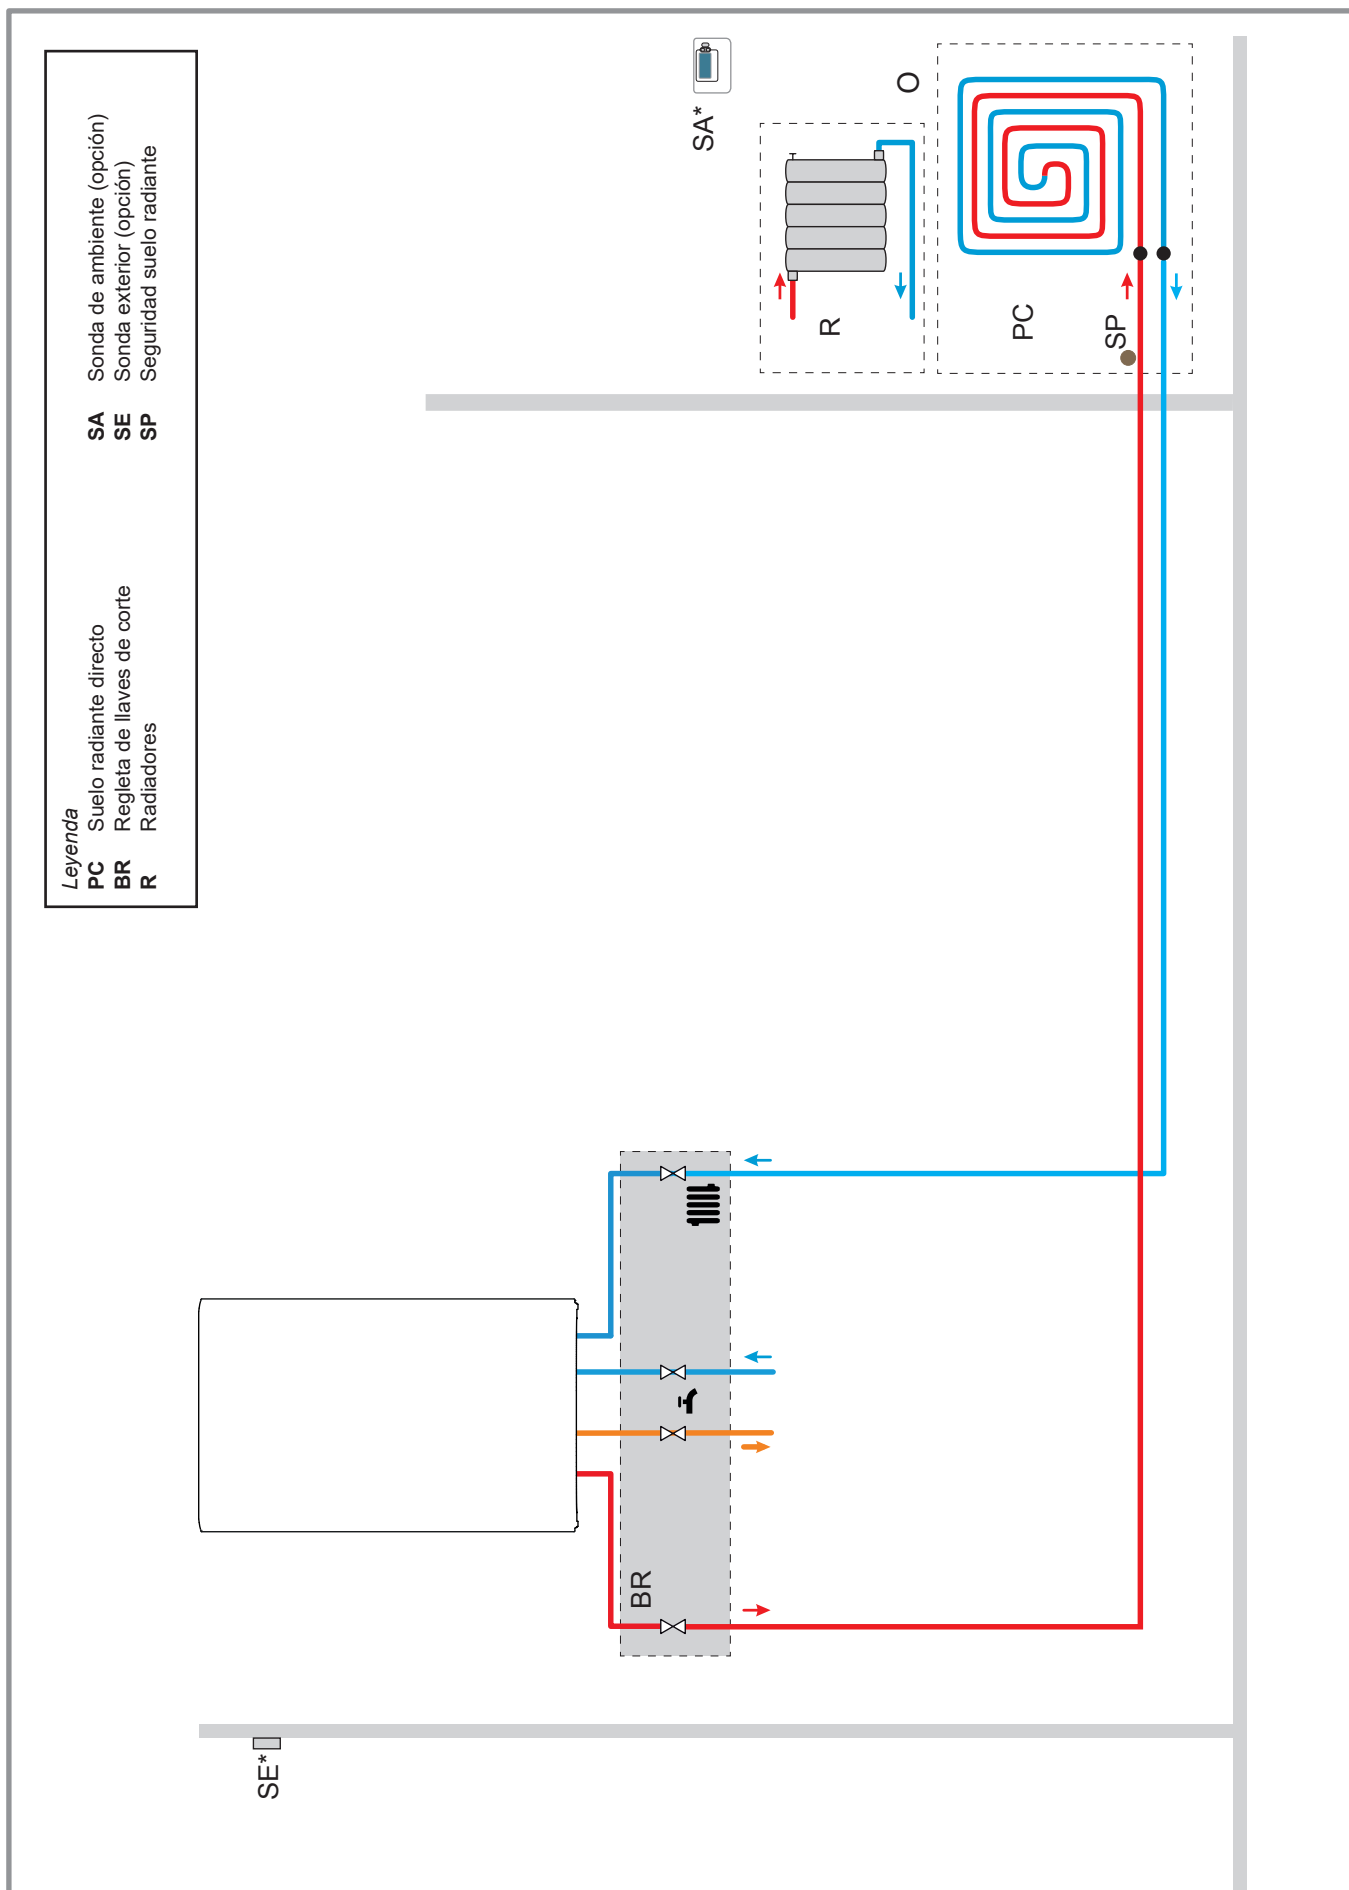 Leyenda
PC Suelo radiante directo
BR Regleta de llaves de corte
R Radiadores
SA Sonda de ambiente (opción)
SE Sonda exterior (opción)
SP Seguridad suelo radiante
SE*
BR
SA*
R
O
PC
SP